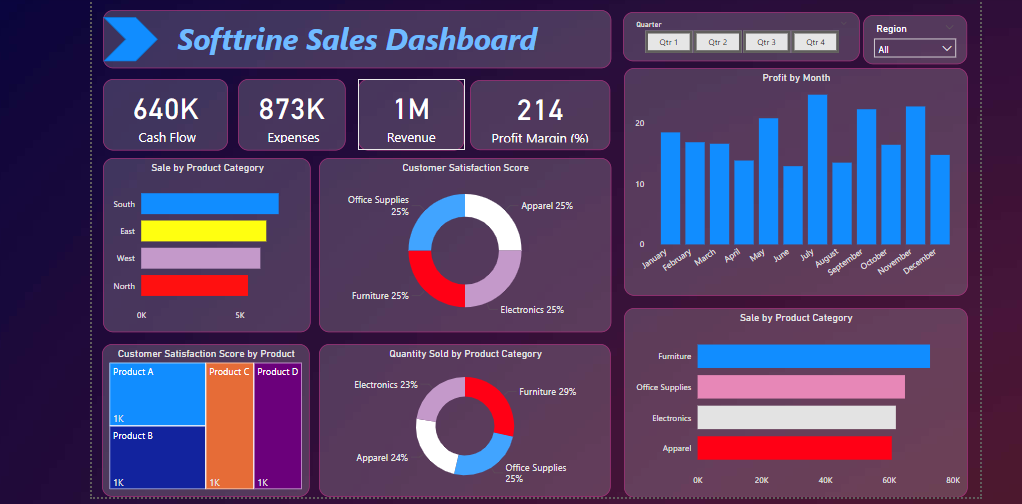 Softtrine Sales Dashboard
Quarter
Qtr 1
Qtr 2
Qtr 3
Qtr 4
Region
All
640K
Cash Flow
873K
Expenses
1M
Revenue
214
Profit Margin (%)
Profit by Month
20
10
0
January
February
March
April
May
June
July
August
September
October
November
December
Sale by Product Category
South
East
West
North
0K
5K
Customer Satisfaction Score
Office Supplies
25%
Apparel 25%
Furniture 25%
Electronics 25%
Customer Satisfaction Score by Product
Product A
1K
Product B
1K
Product C
1K
Product D
1K
Quantity Sold by Product Category
Electronics 23%
Furniture 29%
Apparel 24%
Office Supplies
25%
Sale by Product Category
Furniture
Office Supplies
Electronics
Apparel
0K
20K
40K
60K
80K